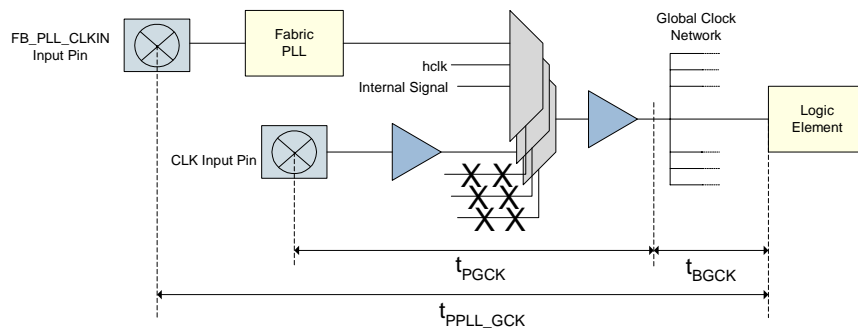 Global Clock
Network
FB_PLL_CLKIN
Input Pin
Fabric
PLL
hclk
Internal Signal
Logic
Element
CLK Input Pin
X X
X X
X X
tPGCK
tBGCK
tPPLL_GCK